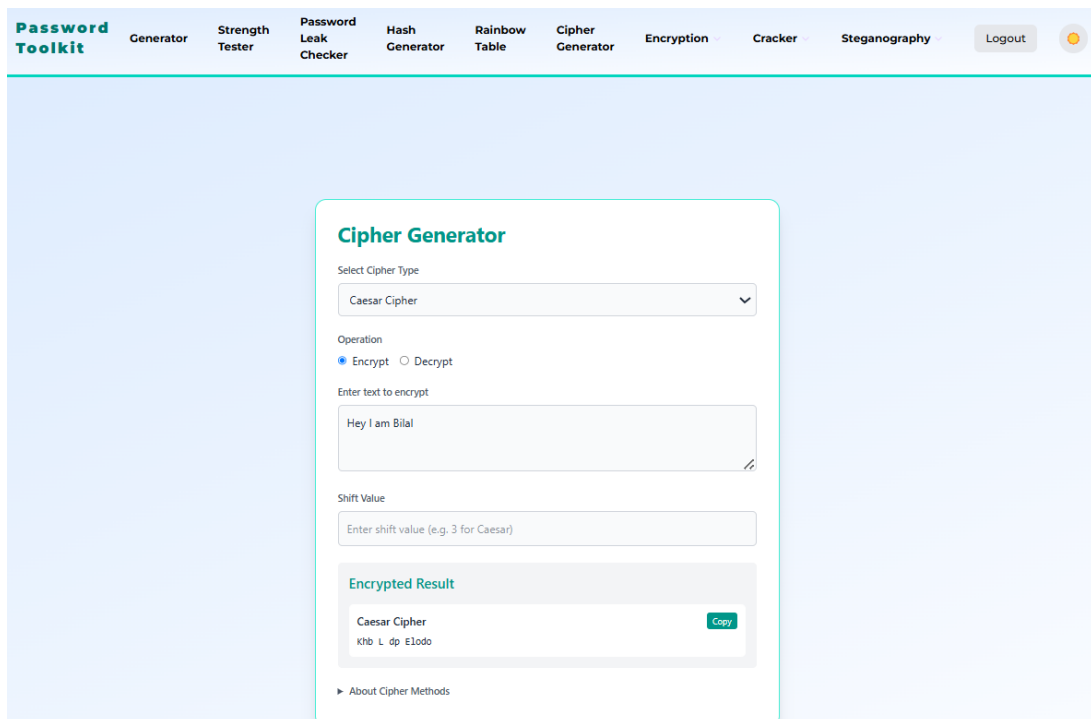 Password Toolkit
Generator
Strength Tester
Password Leak Checker
Hash Generator
Rainbow Table
Cipher Generator
Encryption
Cracker
Steganography
Logout
Cipher Generator
Select Cipher Type
Caesar Cipher
Operation
Encrypt Decrypt
Enter text to encrypt
Hey I am Bilal
Shift Value
Enter shift value (e.g. 3 for Caesar)
Encrypted Result
Caesar Cipher Copy
Khb L dp Elodo
About Cipher Methods